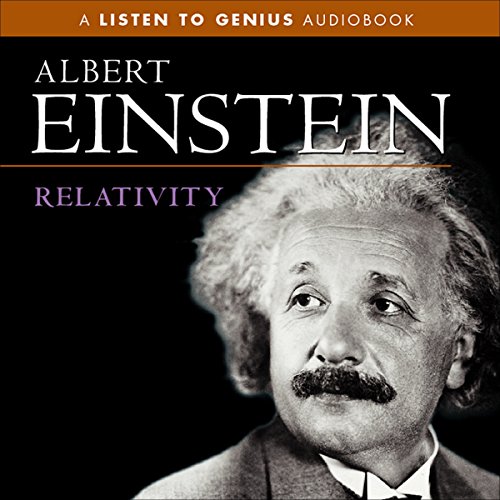 A LISTEN TO GENIUS AUDIOBOOK
ALBERT
EINSTEIN
RELATIVITY